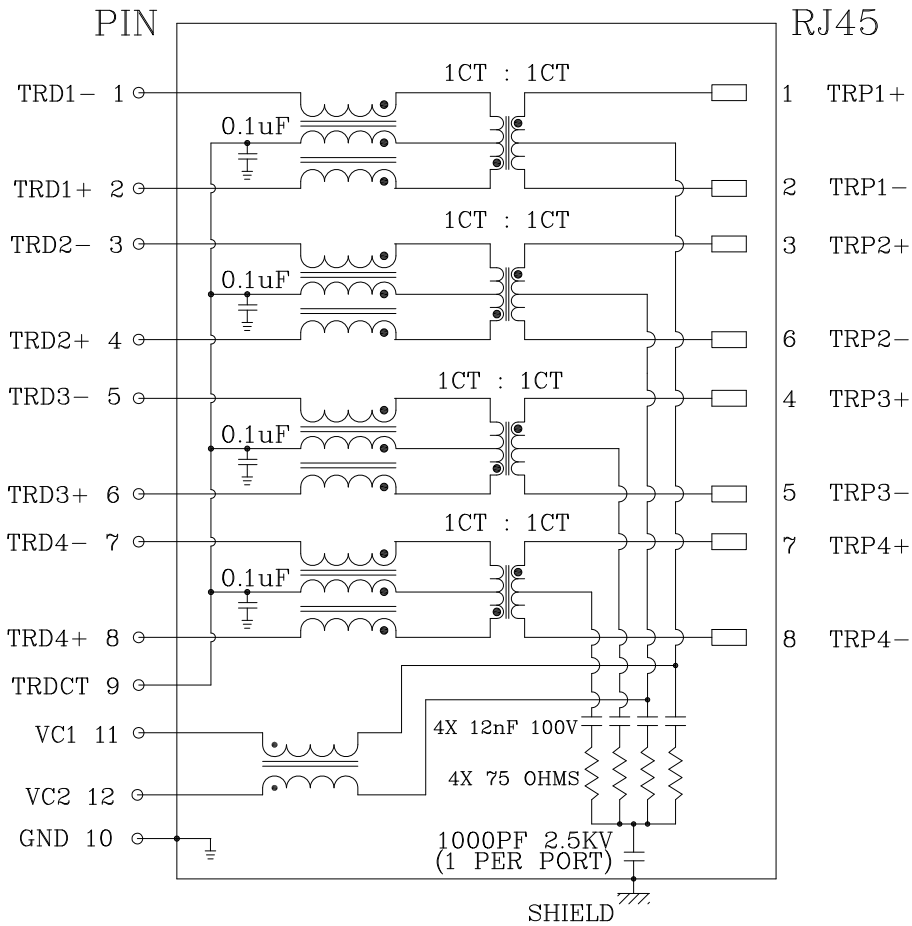 PIN RJ45
1CT : 1CT
TRD1- 1 1 TRP1+
0.1uF
TRD1+ 2 2 TRP1-
1CT : 1CT
TRD2- 3 3 TRP2+
0.1uF
TRD2+ 4 6 TRP2-
1CT : 1CT
TRD3- 5 4 TRP3+
0.1uF
TRD3+ 6 5 TRP3-
1CT : 1CT
TRD4- 7 7 TRP4+
0.1uF
TRD4+ 8 8 TRP4-
TRDCT 9
VC1 11
4X 12nF 100V
4X 75 OHMS
VC2 12
GND 10
1000PF 2.5KV
(1 PER PORT)
SHIELD